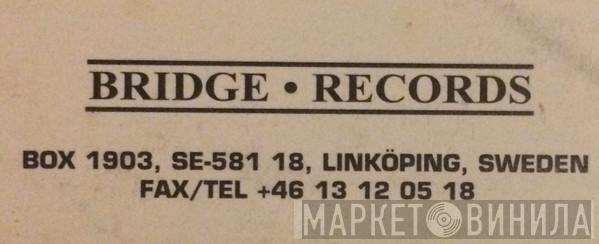 BRIDGE • RECORDS
BOX 1903, SE-581 18, LINKÖPING, SWEDEN
FAX/TEL +46 13 12 05 18
МАРКЕТ ВИНИЛА